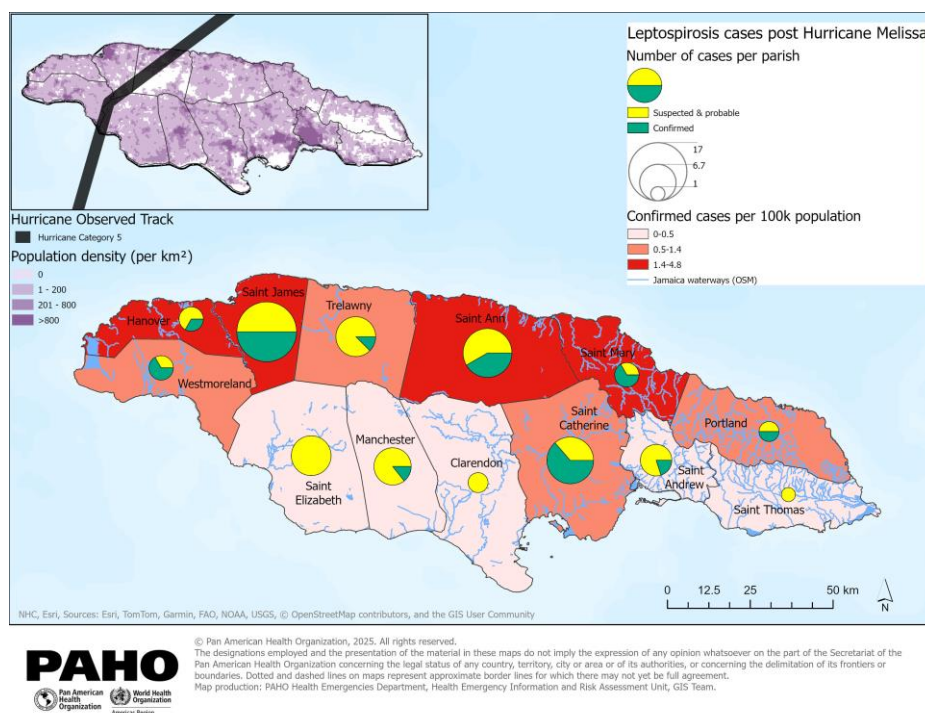 Leptospirosis cases post Hurricane Melissa
Number of cases per parish
Suspected & probable
Confirmed
17
6.7
1
Confirmed cases per 100k population
0-0.5
0.5-1.4
1.4-4.8
Jamaica waterways (OSM)
Hurricane Observed Track
Hurricane Category 5
Population density (per km²)
0
1 - 200
201 - 800
>800
Saint James
Trelawny
Hanover
Saint Ann
Saint Mary
Westmoreland
Saint
Catherine
Portland
Manchester
Clarendon
Saint
Elizabeth
Saint
Andrew
Saint Thomas
0 12.5 25 50 km
N
NHC, Esri, Sources: Esri, TomTom, Garmin, FAO, NOAA, USGS, © OpenStreetMap contributors, and the GIS User Community
© Pan American Health Organization, 2025. All rights reserved.
The designations employed and the presentation of the material in these maps do not imply the expression of any opinion whatsoever on the part of the Secretariat of the
Pan American Health Organization concerning the legal status of any country, territory, city or area or of its authorities, or concerning the delimitation of its frontiers or
boundaries. Dotted and dashed lines on maps represent approximate border lines for which there may not yet be full agreement.
Map production: PAHO Health Emergencies Department, Health Emergency Information and Risk Assessment Unit, GIS Team.
PAHO
Pan American
Health
Organization
World Health
Organization
Americas Region